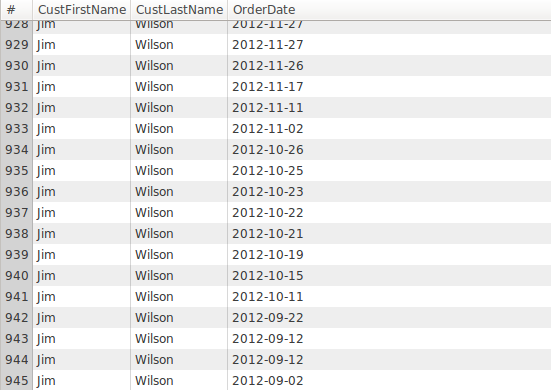 # CustFirstName CustLastName OrderDate
928 Jim Wilson 2012-11-27
929 Jim Wilson 2012-11-27
930 Jim Wilson 2012-11-26
931 Jim Wilson 2012-11-17
932 Jim Wilson 2012-11-11
933 Jim Wilson 2012-11-02
934 Jim Wilson 2012-10-26
935 Jim Wilson 2012-10-25
936 Jim Wilson 2012-10-23
937 Jim Wilson 2012-10-22
938 Jim Wilson 2012-10-21
939 Jim Wilson 2012-10-19
940 Jim Wilson 2012-10-15
941 Jim Wilson 2012-10-11
942 Jim Wilson 2012-09-22
943 Jim Wilson 2012-09-12
944 Jim Wilson 2012-09-12
945 Jim Wilson 2012-09-02